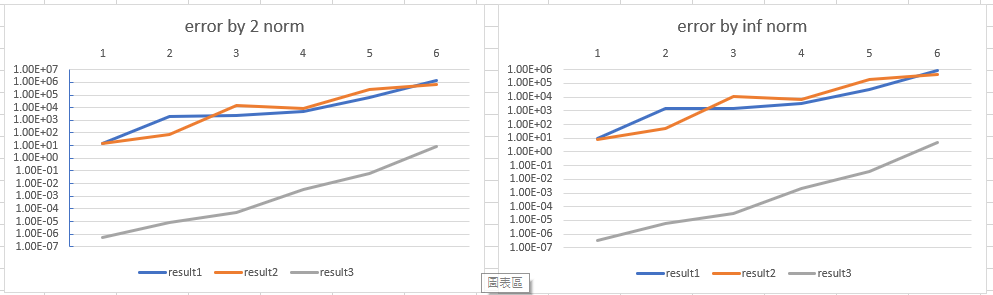 error by 2 norm
1 2 3 4 5 6
1.00E+07
1.00E+06
1.00E+05
1.00E+04
1.00E+03
1.00E+02
1.00E+01
1.00E+00
1.00E-01
1.00E-02
1.00E-03
1.00E-04
1.00E-05
1.00E-06
1.00E-07
result1 result2 result3
error by inf norm
1 2 3 4 5 6
1.00E+06
1.00E+05
1.00E+04
1.00E+03
1.00E+02
1.00E+01
1.00E+00
1.00E-01
1.00E-02
1.00E-03
1.00E-04
1.00E-05
1.00E-06
1.00E-07
result1 result2 result3
圖表區